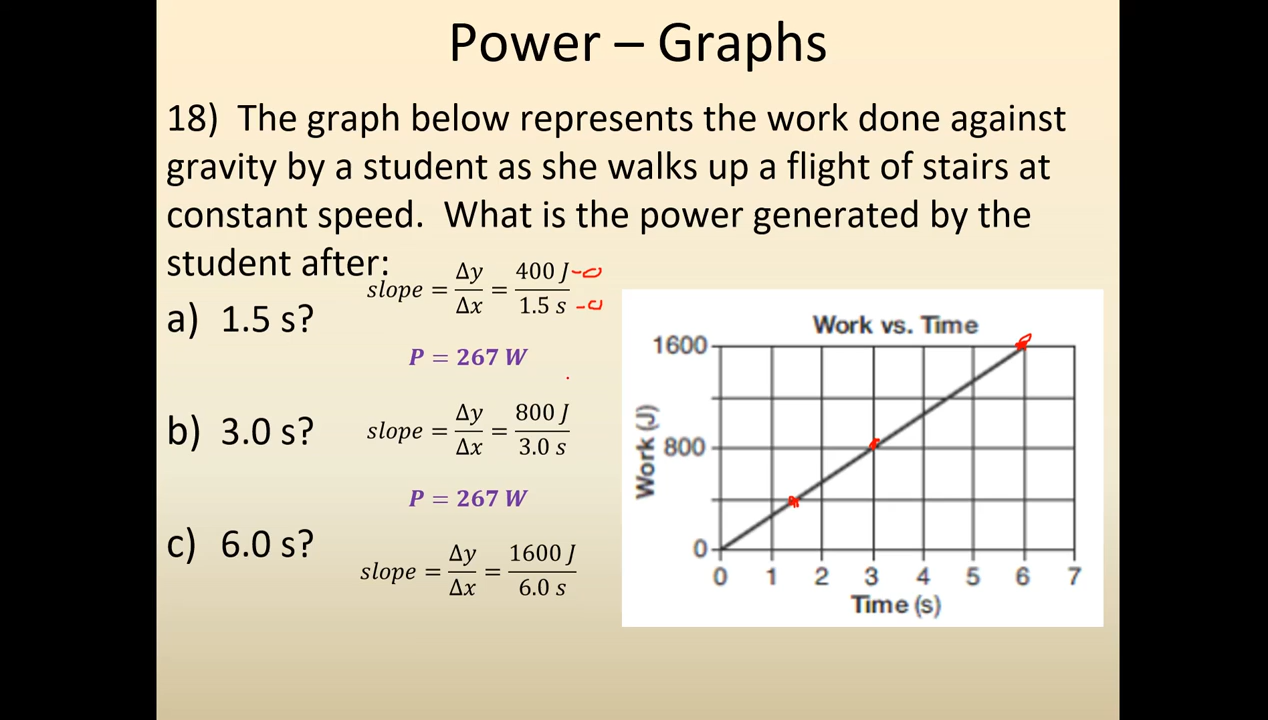 Power – Graphs
18) The graph below represents the work done against
gravity by a student as she walks up a flight of stairs at
constant speed. What is the power generated by the
student after:
slope = Δy/Δx = 400 J/1.5 s
-0
-0
a) 1.5 s?
P = 267 W
b) 3.0 s?
slope = Δy/Δx = 800 J/3.0 s
P = 267 W
c) 6.0 s?
slope = Δy/Δx = 1600 J/6.0 s
Work vs. Time
1600
800
0
Work (J)
0 1 2 3 4 5 6 7
Time (s)